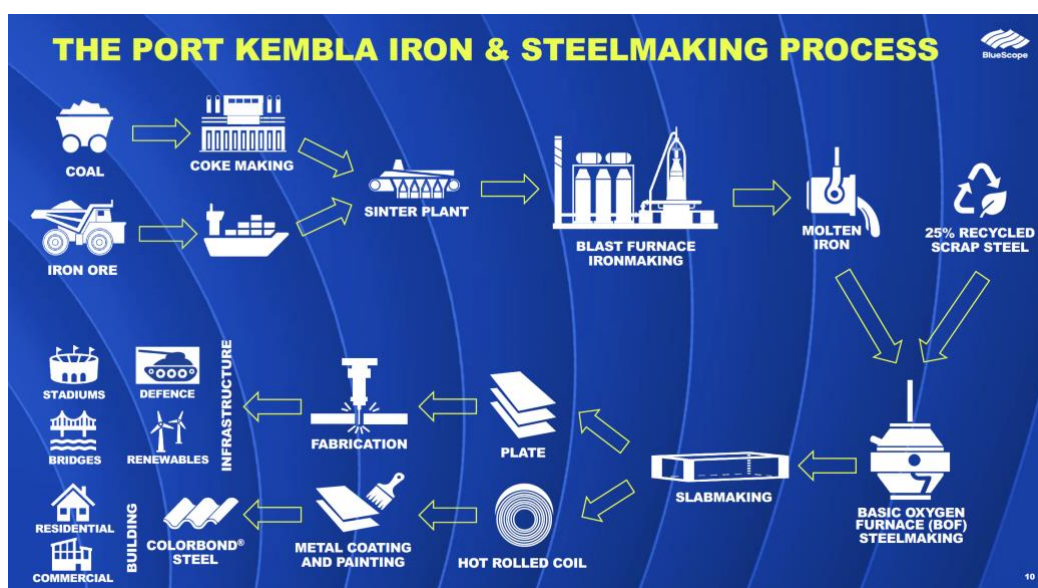 THE PORT KEMBLA IRON & STEELMAKING PROCESS
BlueScope
COAL
COKE MAKING
IRON ORE
SINTER PLANT
BLAST FURNACE
IRONMAKING
MOLTEN
IRON
25% RECYCLED
SCRAP STEEL
STADIUMS
DEFENCE
BRIDGES
RENEWABLES
INFRASTRUCTURE
FABRICATION
PLATE
SLABMAKING
BASIC OXYGEN
FURNACE (BOF)
STEELMAKING
RESIDENTIAL
COMMERCIAL
BUILDING
COLORBOND®
STEEL
METAL COATING
AND PAINTING
HOT ROLLED COIL
10